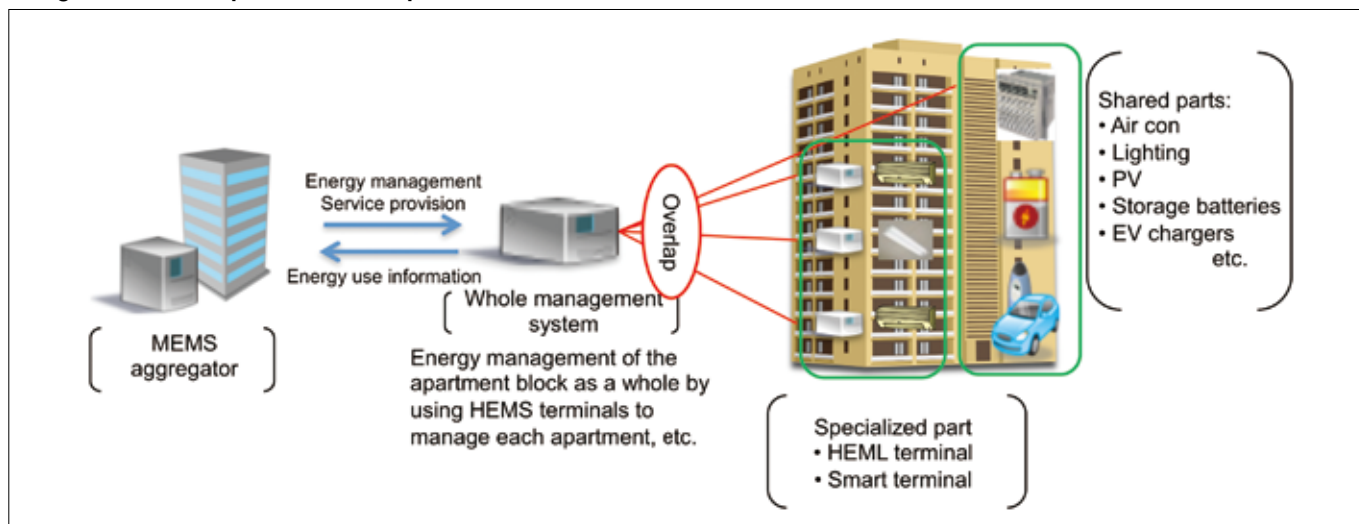 Energy management
Service provision
Energy use information
MEMS
aggregator
Whole management
system
Energy management of the
apartment block as a whole by
using HEMS terminals to
manage each apartment, etc.
Overlap
Shared parts:
• Air con
• Lighting
• PV
• Storage batteries
• EV chargers
etc.
Specialized part
• HEML terminal
• Smart terminal